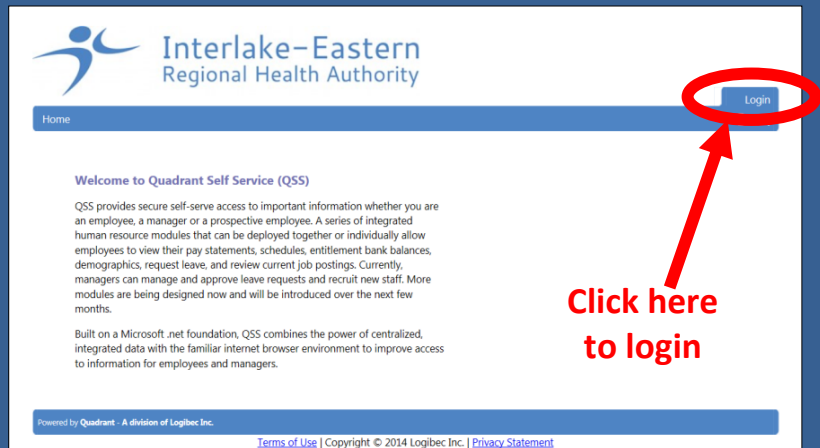 Interlake-Eastern
Regional Health Authority
Login
Home
Welcome to Quadrant Self Service (QSS)
QSS provides secure self-serve access to important information whether you are
an employee, a manager or a prospective employee. A series of integrated
human resource modules that can be deployed together or individually allow
employees to view their pay statements, schedules, entitlement bank balances,
demographics, request leave, and review current job postings. Currently,
managers can manage and approve leave requests and recruit new staff. More
modules are being designed now and will be introduced over the next few
months.
Built on a Microsoft .net foundation, QSS combines the power of centralized,
integrated data with the familiar internet browser environment to improve access
to information for employees and managers.
Click here
to login
Powered by Quadrant - A division of Logibec Inc.
Terms of Use | Copyright © 2014 Logibec Inc. | Privacy Statement